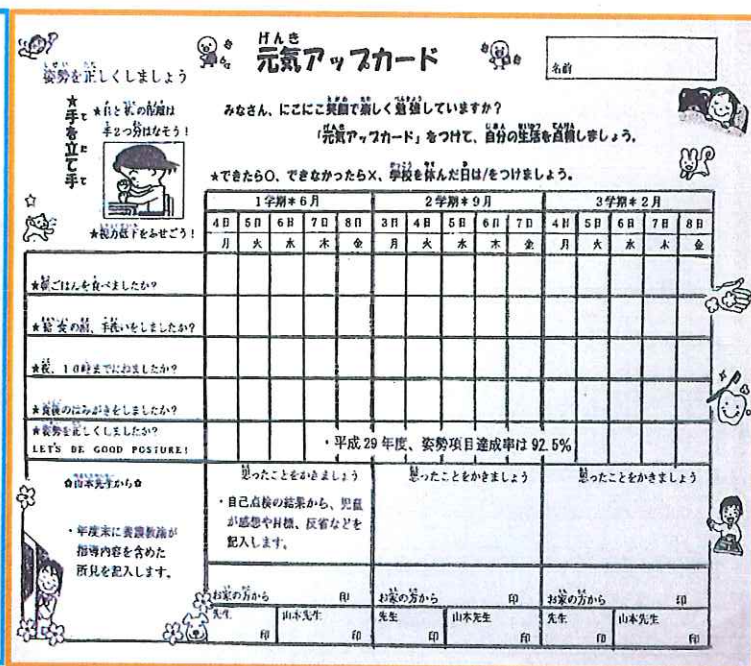 げんき
元気アップカード
名前
姿勢を正しくしましょう
★手を立て手
★目と机の距離は
手2つ分はなそう!
★視力低下をふせごう!
みなさん、にこにこ笑顔で楽しく勉強していますか?
「元気アップカード」をつけて、自分の生活を点検しましょう。
★できたら○、できなかったら×、学校を休んだ日は/をつけましょう。
1学期*6月 2学期*9月 3学期*2月
4日 5日 6日 7日 8日 3日 4日 5日 6日 7日 4日 5日 6日 7日 8日
月 火 水 木 金 月 火 水 木 金 月 火 水 木 金
★朝ごはんを食べましたか?
★給食の前、手洗いをしましたか?
★夜、10時までにねましたか?
★食後のはみがきをしましたか?
★姿勢を正しくしましたか?
LET'S BE GOOD POSTURE!
・平成29年度、姿勢項目達成率は92.5%
✿山本先生から✿
・年度末に養護教諭が
指導内容を含めた
所見を記入します。
思ったことをかきましょう 思ったことをかきましょう 思ったことをかきましょう
・自己点検の結果から、児童
が感想や目標、反省などを
記入します。
お家の方から 印 お家の方から 印 お家の方から 印
先生 印 山本先生 印 先生 印 山本先生 印 先生 印 山本先生 印